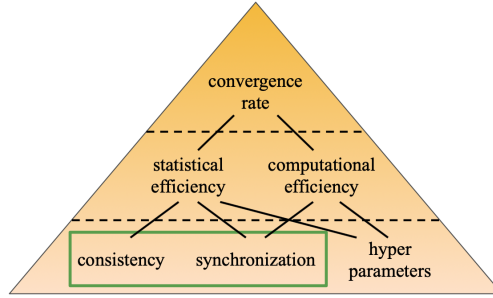 convergence
rate
statistical computational
efficiency efficiency
consistency synchronization hyper
parameters